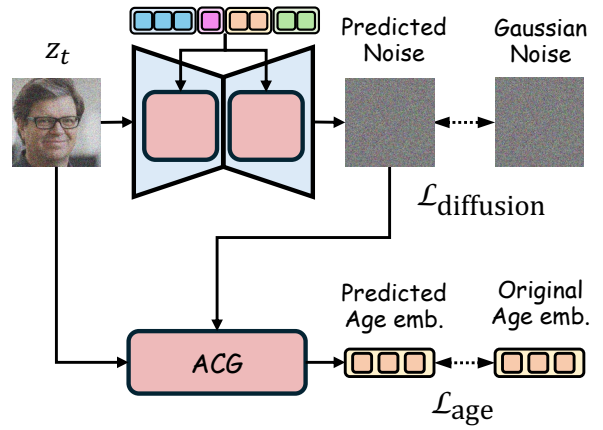 z_t
Predicted
Noise
Gaussian
Noise
ℒ_diffusion
ACG
Predicted
Age emb.
Original
Age emb.
ℒ_age